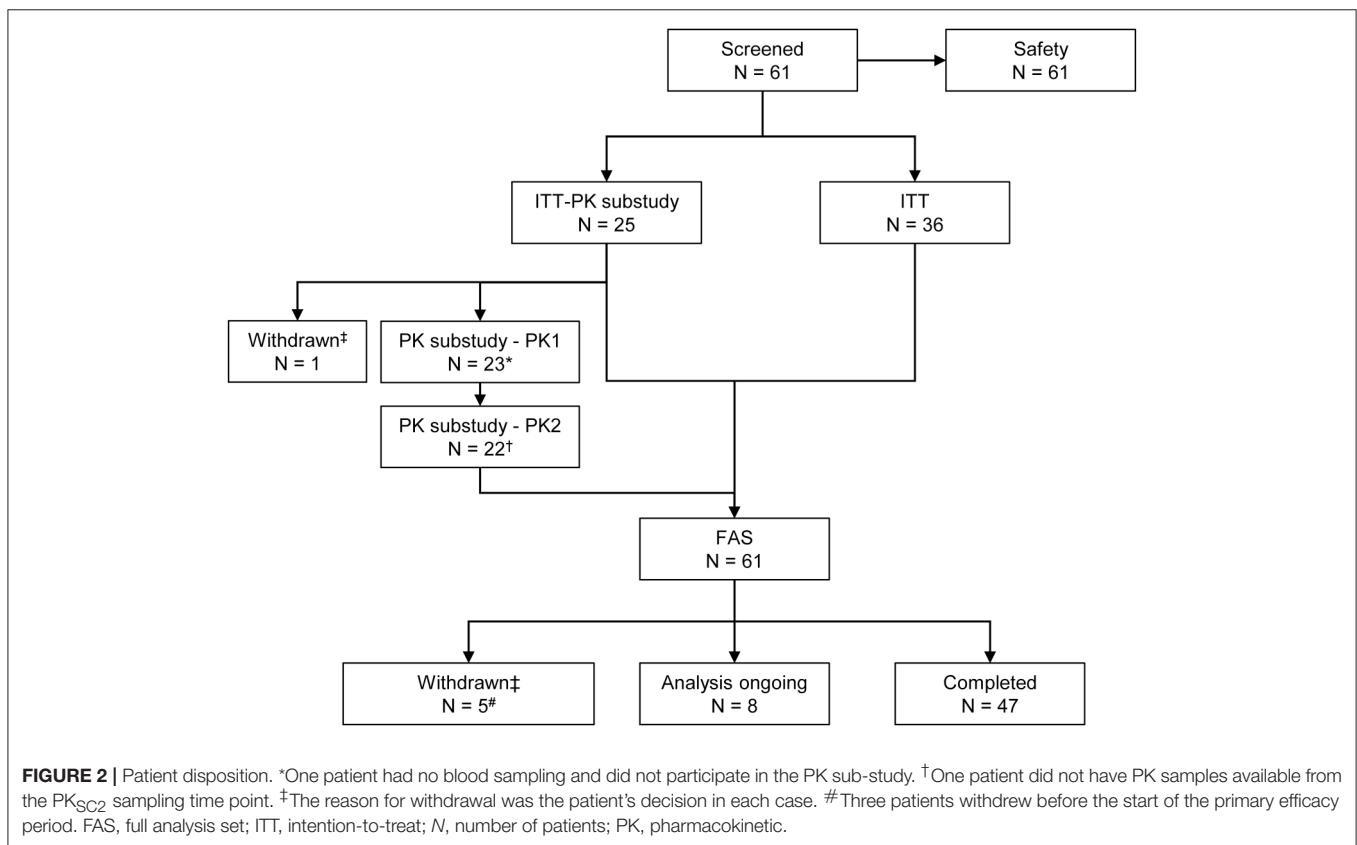 Screened
N = 61
Safety
N = 61
ITT-PK substudy
N = 25
ITT
N = 36
Withdrawn‡
N = 1
PK substudy - PK1
N = 23*
PK substudy - PK2
N = 22†
FAS
N = 61
Withdrawn‡
N = 5#
Analysis ongoing
N = 8
Completed
N = 47
FIGURE 2 | Patient disposition. *One patient had no blood sampling and did not participate in the PK sub-study. †One patient did not have PK samples available from
the PKSC2 sampling time point. ‡The reason for withdrawal was the patient's decision in each case. #Three patients withdrew before the start of the primary efficacy
period. FAS, full analysis set; ITT, intention-to-treat; N, number of patients; PK, pharmacokinetic.